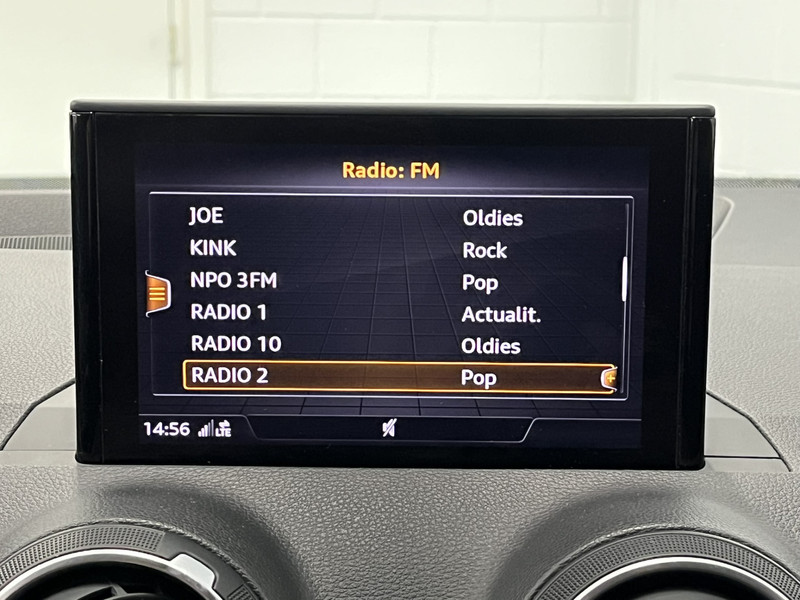 Radio: FM
JOE Oldies
KINK Rock
NPO 3FM Pop
RADIO 1 Actualit.
RADIO 10 Oldies
RADIO 2 Pop
14:56 LTE